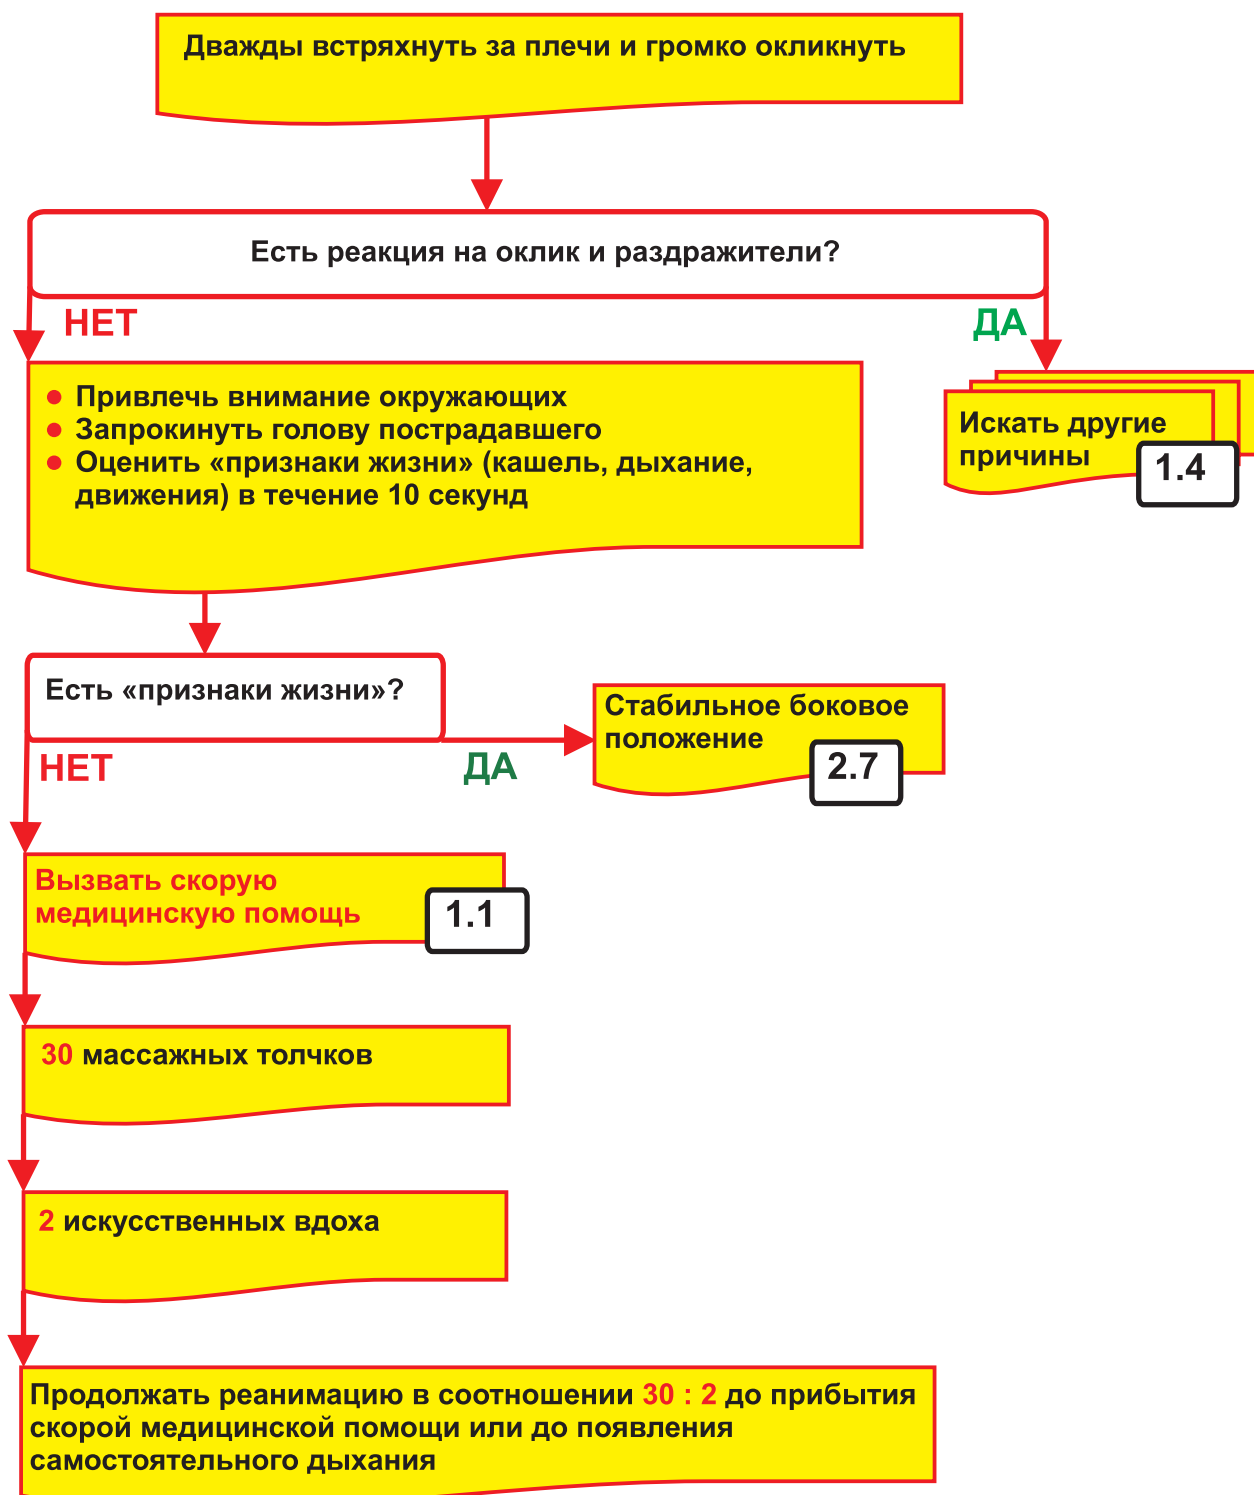 Дважды встряхнуть за плечи и громко окликнуть
Есть реакция на оклик и раздражители?
НЕТ
ДА
● Привлечь внимание окружающих
● Запрокинуть голову пострадавшего
● Оценить «признаки жизни» (кашель, дыхание,
движения) в течение 10 секунд
Искать другие
причины
1.4
Есть «признаки жизни»?
НЕТ
ДА
Стабильное боковое
положение
2.7
Вызвать скорую
медицинскую помощь
1.1
30 массажных толчков
2 искусственных вдоха
Продолжать реанимацию в соотношении 30 : 2 до прибытия
скорой медицинской помощи или до появления
самостоятельного дыхания